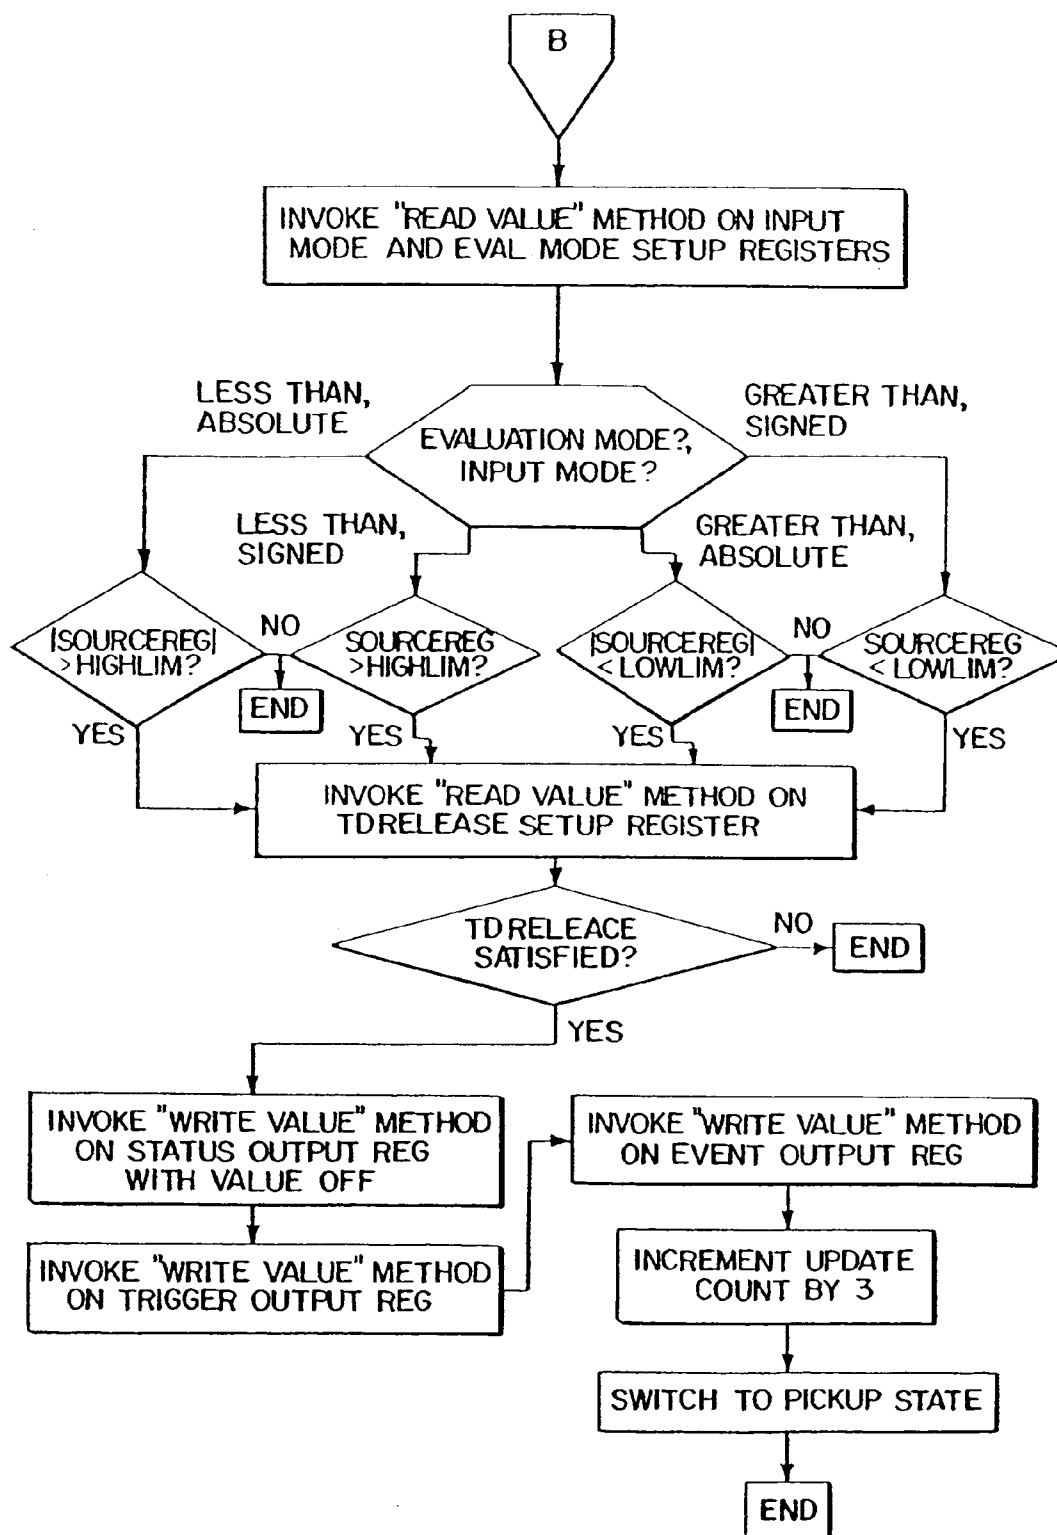 B
INVOKE "READ VALUE" METHOD ON INPUT
MODE AND EVAL MODE SETUP REGISTERS
LESS THAN,
ABSOLUTE
GREATER THAN,
SIGNED
EVALUATION MODE?,
INPUT MODE?
LESS THAN,
SIGNED
GREATER THAN,
ABSOLUTE
|SOURCEREG|
>HIGHLIM?
NO
SOURCEREG
>HIGHLIM?
|SOURCEREG|
<LOWLIM?
NO
SOURCEREG
<LOWLIM?
END
END
YES
YES
YES
YES
INVOKE "READ VALUE" METHOD ON
TDRELEASE SETUP REGISTER
TD RELEACE
SATISFIED?
NO
END
YES
INVOKE "WRITE VALUE" METHOD
ON STATUS OUTPUT REG
WITH VALUE OFF
INVOKE "WRITE VALUE" METHOD
ON TRIGGER OUTPUT REG
INVOKE "WRITE VALUE" METHOD
ON EVENT OUTPUT REG
INCREMENT UPDATE
COUNT BY 3
SWITCH TO PICKUP STATE
END